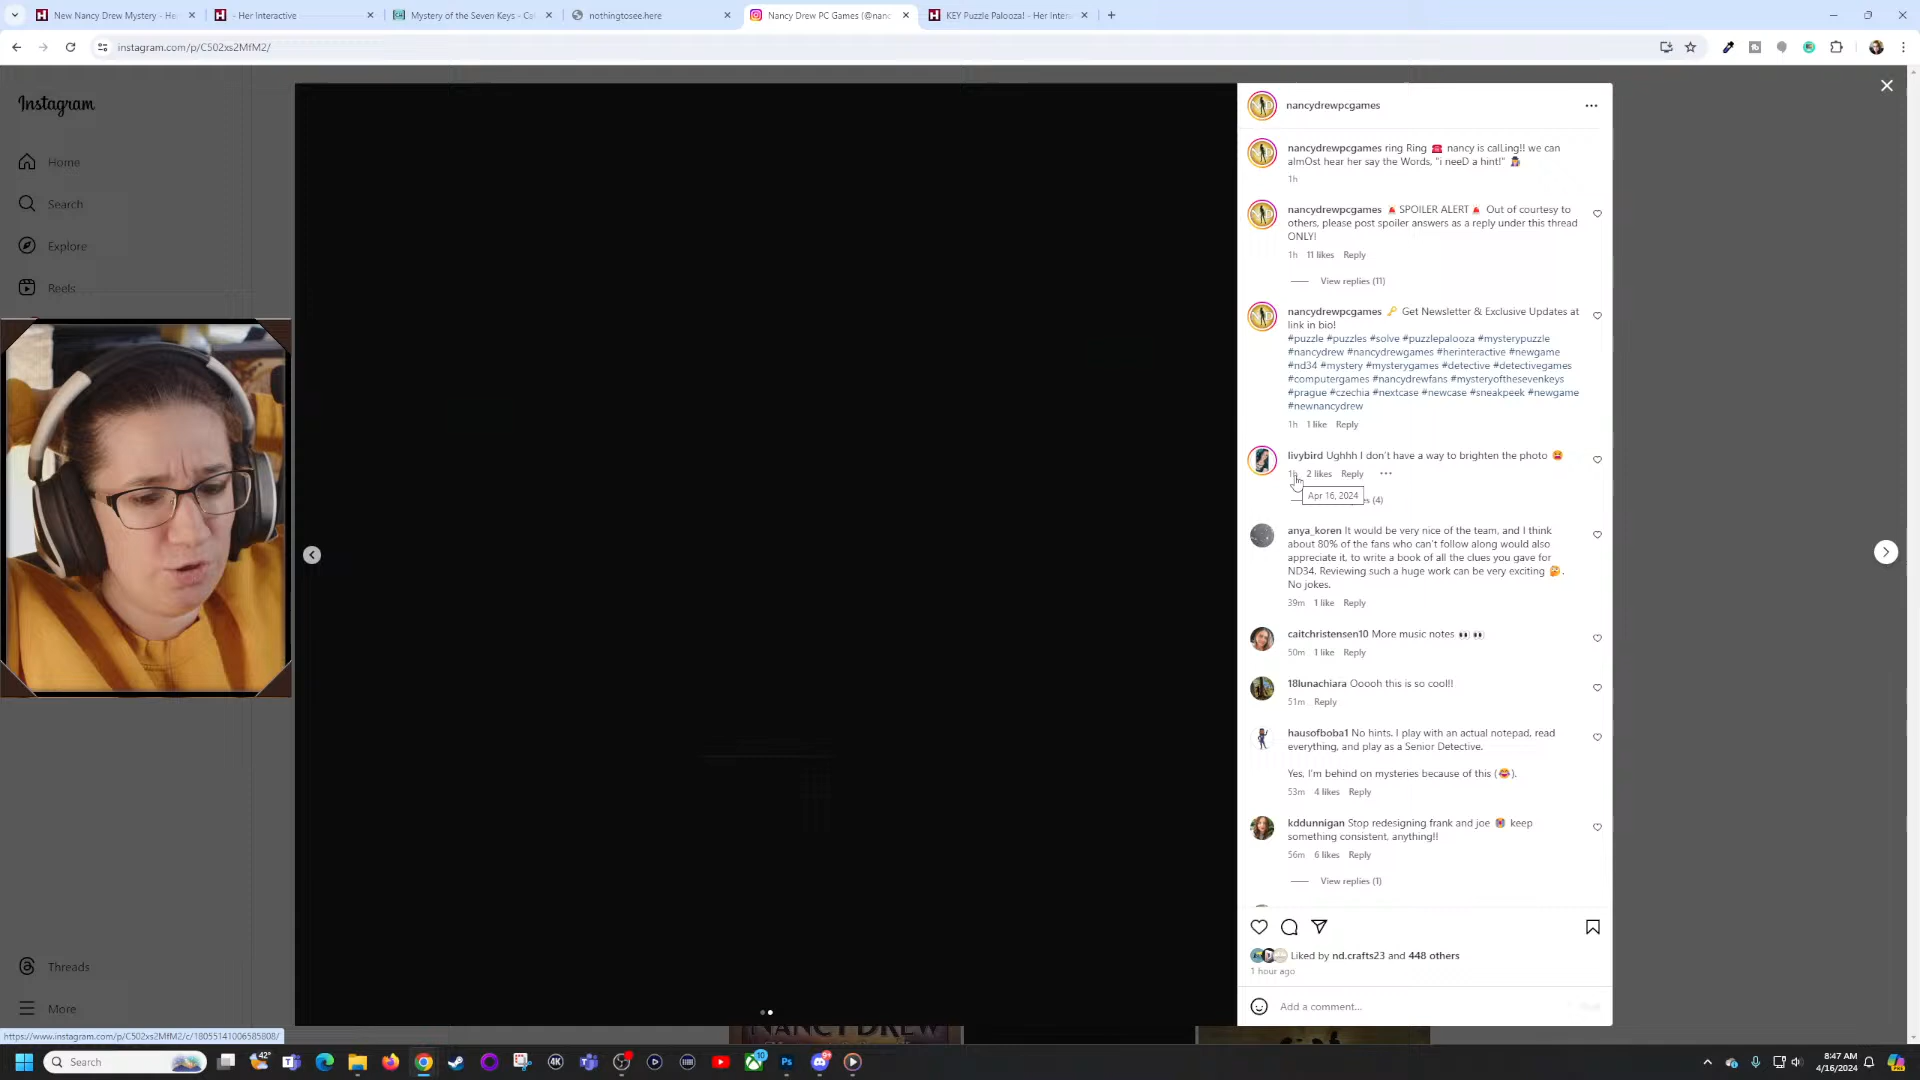 New Nancy Drew Mystery - Her
- Her Interactive
Mystery of the Seven Keys - Cat
nothingtosee.here
Nancy Drew PC Games (@nanc
KEY Puzzle Palooza! - Her Inter
instagram.com/p/C502xs2MfM2/
Instagram
Home
Search
Explore
Reels
Threads
More
nancydrewpcgames
nancydrewpcgames ring Ring ☎️ nancy is calLing!! we can
almOst hear her say the Words, "i neeD a hint!" 🕵️‍♀️
1h
nancydrewpcgames 🚨 SPOILER ALERT 🚨 Out of courtesy to
others, please post spoiler answers as a reply under this thread
ONLY!
1h 11 likes Reply
View replies (11)
nancydrewpcgames 🔑 Get Newsletter & Exclusive Updates at
link in bio!
#puzzle #puzzles #solve #puzzlepalooza #mysterypuzzle
#nancydrew #nancydrewgames #herinteractive #newgame
#nd34 #mystery #mysterygames #detective #detectivegames
#computergames #nancydrewfans #mysteryofthesevenkeys
#prague #czechia #nextcase #newcase #sneakpeek #newgame
#newnancydrew
1h 1 like Reply
livybird Ughhh I don't have a way to brighten the photo 😫
1h 2 likes Reply
Apr 16, 2024
es (4)
anya_koren It would be very nice of the team, and I think
about 80% of the fans who can't follow along would also
appreciate it, to write a book of all the clues you gave for
ND34. Reviewing such a huge work can be very exciting 🤔.
No jokes.
39m 1 like Reply
caitchristensen10 More music notes 👀 👀
50m 1 like Reply
18lunachiara Ooooh this is so cool!!
51m Reply
hausofboba1 No hints. I play with an actual notepad, read
everything, and play as a Senior Detective.
Yes, I'm behind on mysteries because of this (😂).
53m 4 likes Reply
kddunnigan Stop redesigning frank and joe 😭 keep
something consistent, anything!!
56m 6 likes Reply
View replies (1)
Liked by nd.crafts23 and 448 others
1 hour ago
Add a comment...
NANCY DREW
https://www.instagram.com/p/C502xs2MfM2/c/18055141006585808/
Search
42°
4K
10
Ps
8:47 AM
4/16/2024